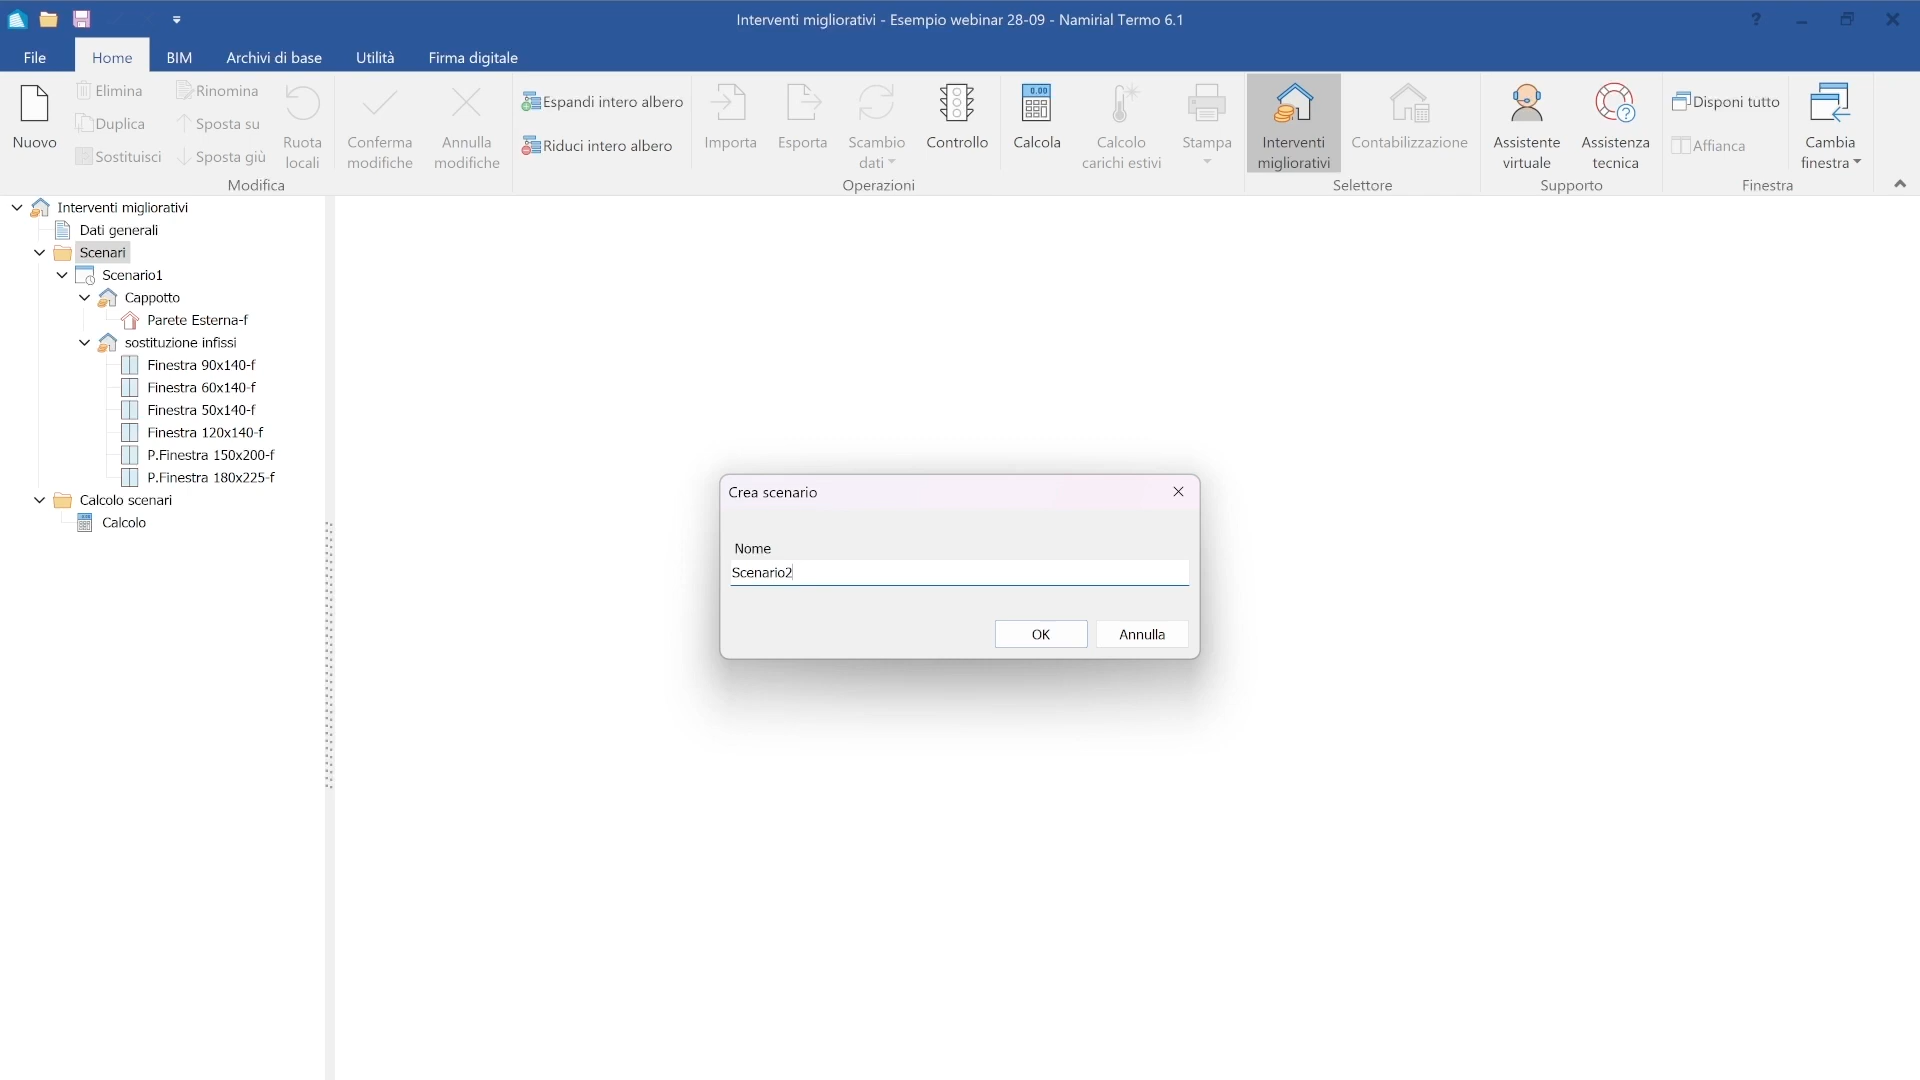 Interventi migliorativi - Esempio webinar 28-09 - Namirial Termo 6.1
?
File
Home
BIM
Archivi di base
Utilità
Firma digitale
Nuovo
Elimina
Duplica
Sostituisci
Rinomina
Sposta su
Sposta giù
Ruota
locali
Modifica
Conferma
modifiche
Annulla
modifiche
Espandi intero albero
Riduci intero albero
Importa
Esporta
Scambio
dati
Controllo
Operazioni
0.00
Calcola
Calcolo
carichi estivi
Stampa
Interventi
migliorativi
Contabilizzazione
Selettore
Assistente
virtuale
Assistenza
tecnica
Supporto
Disponi tutto
Affianca
Cambia
finestra
Finestra
Interventi migliorativi
Dati generali
Scenari
Scenario1
Cappotto
Parete Esterna-f
sostituzione infissi
Finestra 90x140-f
Finestra 60x140-f
Finestra 50x140-f
Finestra 120x140-f
P.Finestra 150x200-f
P.Finestra 180x225-f
Calcolo scenari
Calcolo
Crea scenario
Nome
Scenario2
OK
Annulla